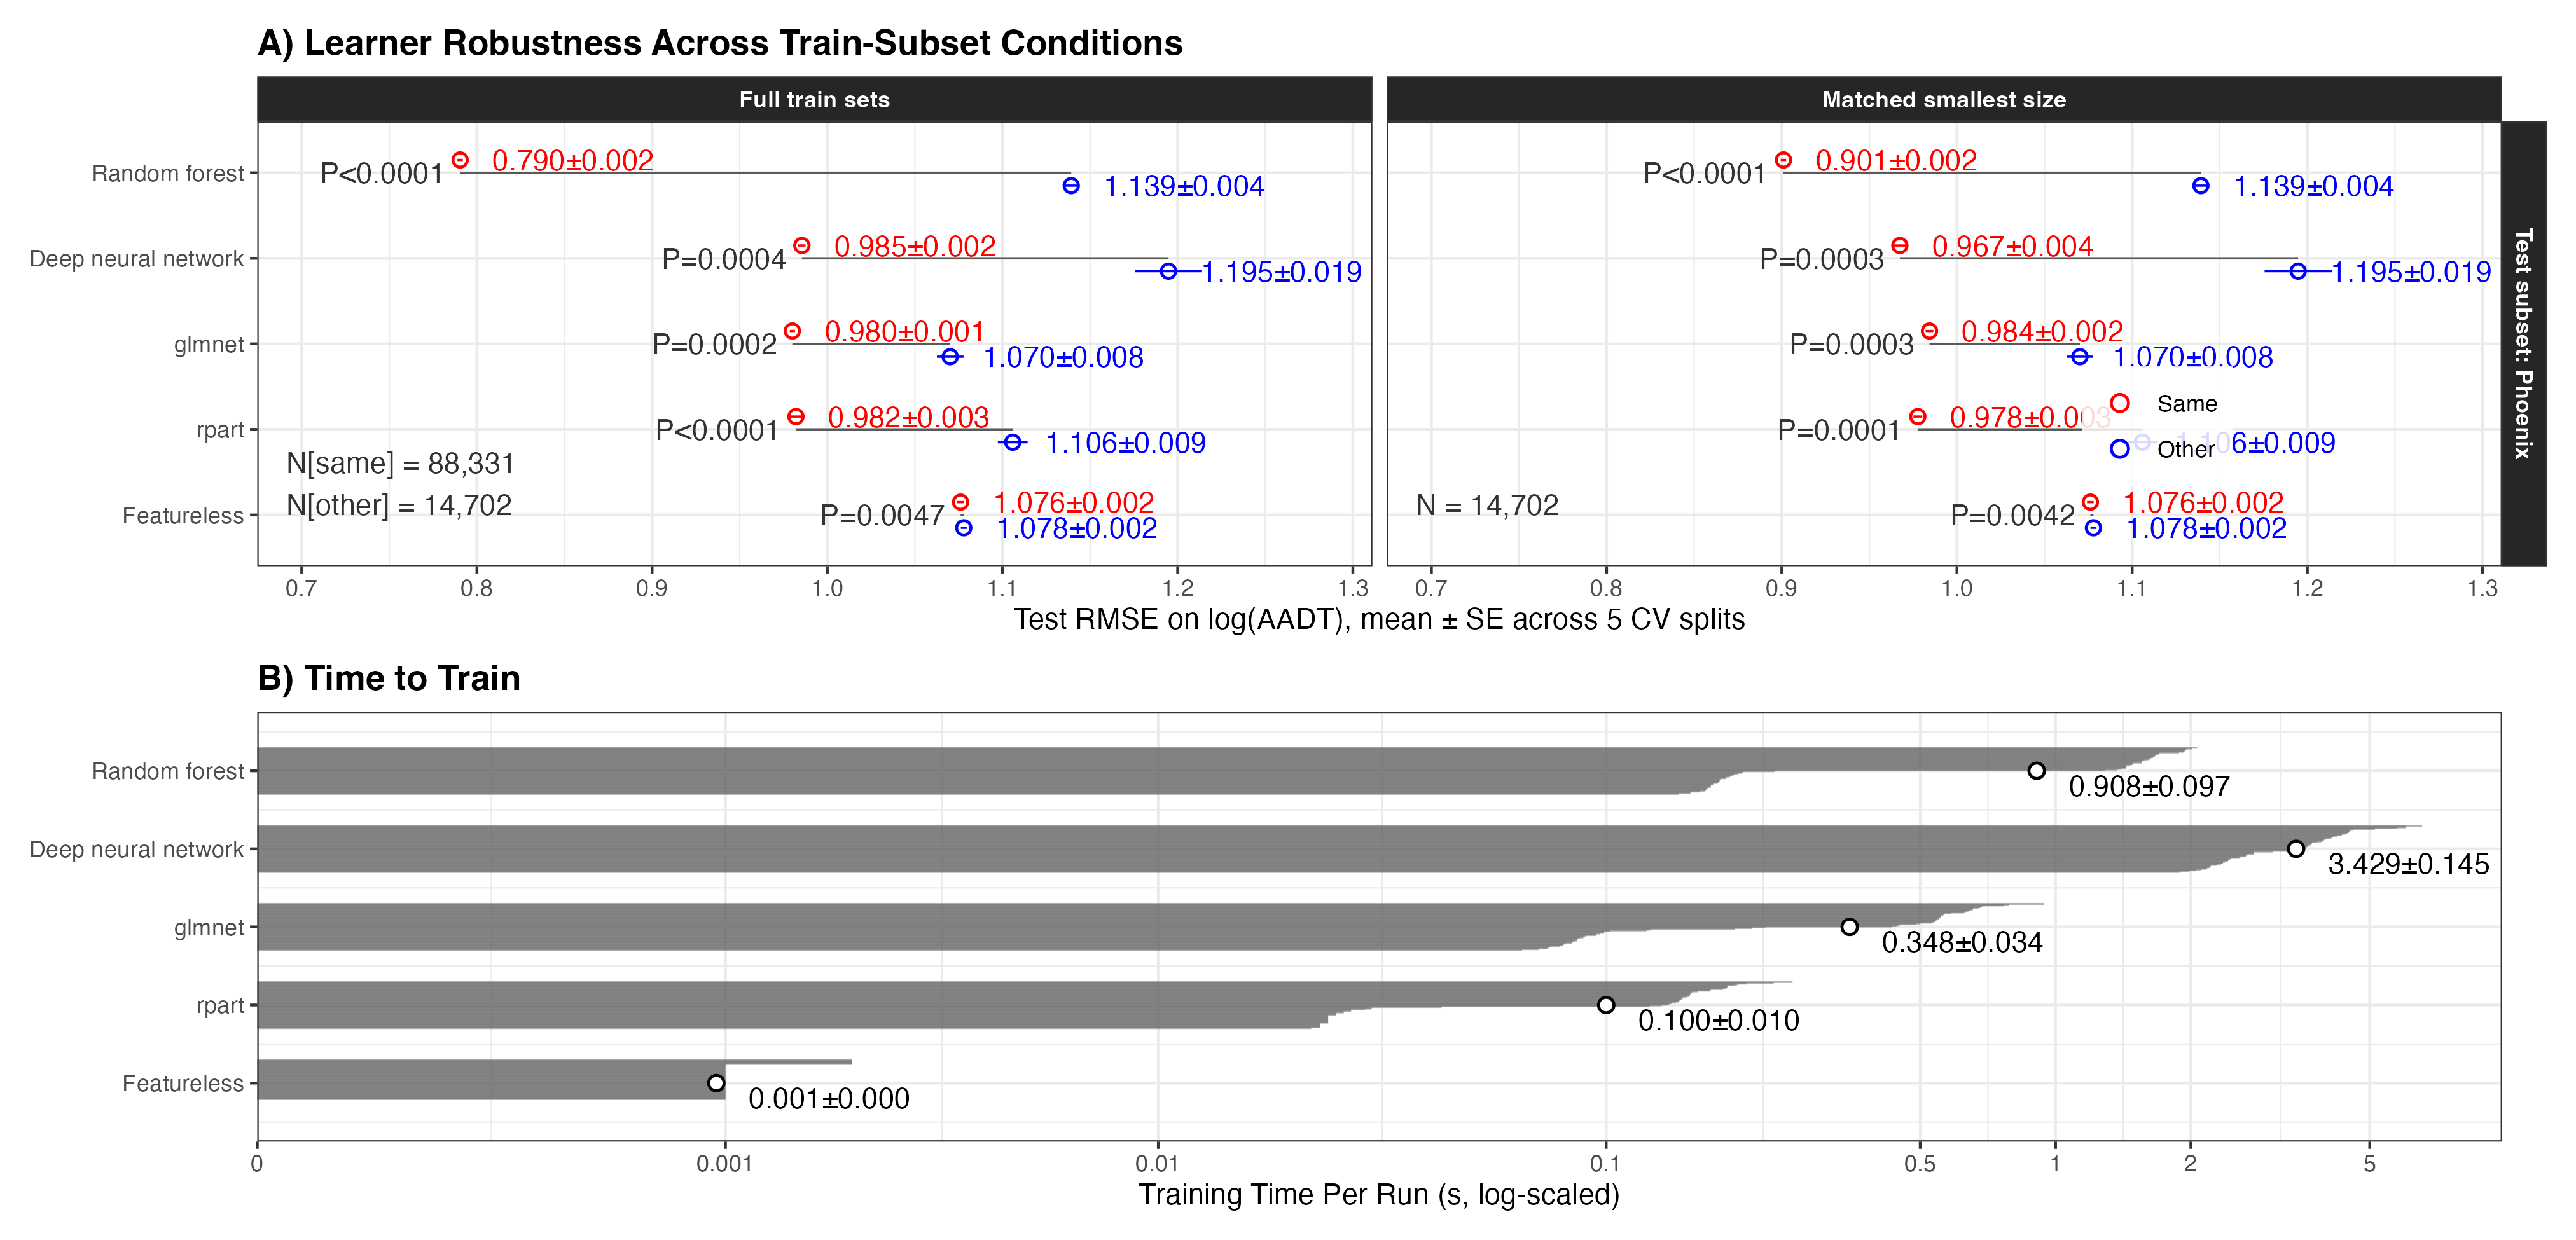 A) Learner Robustness Across Train-Subset Conditions
Full train sets
Matched smallest size
Random forest
P<0.0001
0.790±0.002
1.139±0.004
P<0.0001
0.901±0.002
1.139±0.004
Deep neural network
P=0.0004
0.985±0.002
1.195±0.019
P=0.0003
0.967±0.004
1.195±0.019
glmnet
P=0.0002
0.980±0.001
1.070±0.008
P=0.0003
0.984±0.002
1.070±0.008
rpart
P<0.0001
0.982±0.003
1.106±0.009
P=0.0001
0.978±0.003
1.106±0.009
Same
Other
Featureless
N[same] = 88,331
N[other] = 14,702
P=0.0047
1.076±0.002
1.078±0.002
N = 14,702
P=0.0042
1.076±0.002
1.078±0.002
Test subset: Phoenix
0.7 0.8 0.9 1.0 1.1 1.2 1.3
0.7 0.8 0.9 1.0 1.1 1.2 1.3
Test RMSE on log(AADT), mean ± SE across 5 CV splits
B) Time to Train
Random forest
0.908±0.097
Deep neural network
3.429±0.145
glmnet
0.348±0.034
rpart
0.100±0.010
Featureless
0.001±0.000
0 0.001 0.01 0.1 0.5 1 2 5
Training Time Per Run (s, log-scaled)